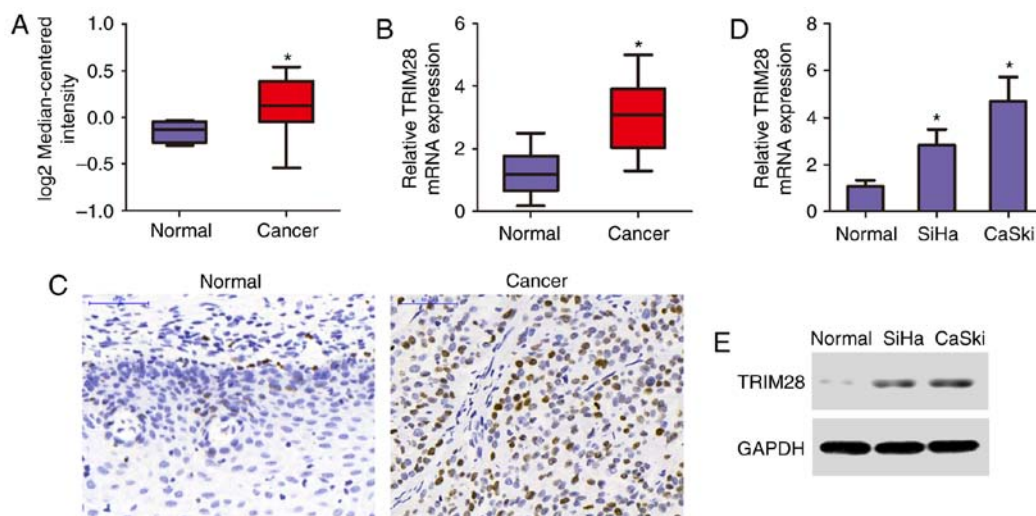 A
log2 Median-centered
intensity
1.0
0.5
0.0
−0.5
−1.0
*
Normal
Cancer
B
Relative TRIM28
mRNA expression
6
4
2
0
*
Normal
Cancer
D
Relative TRIM28
mRNA expression
8
6
4
2
0
*
*
Normal
SiHa
CaSki
C
Normal
Cancer
E
Normal SiHa CaSki
TRIM28
GAPDH